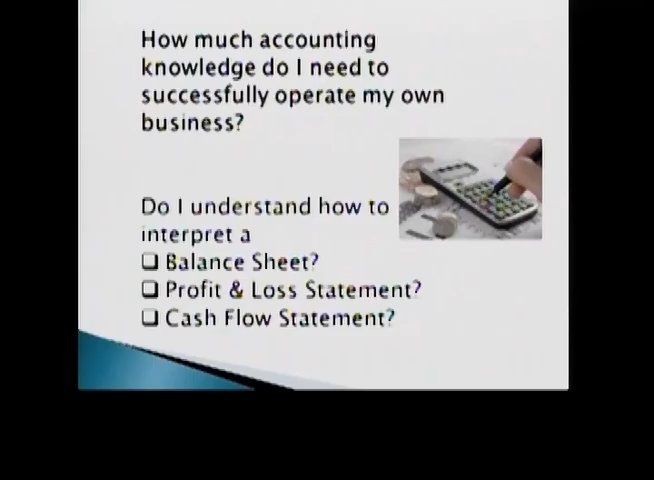 How much accounting
knowledge do I need to
successfully operate my own
business?
Do I understand how to
interpret a
❑ Balance Sheet?
❑ Profit & Loss Statement?
❑ Cash Flow Statement?